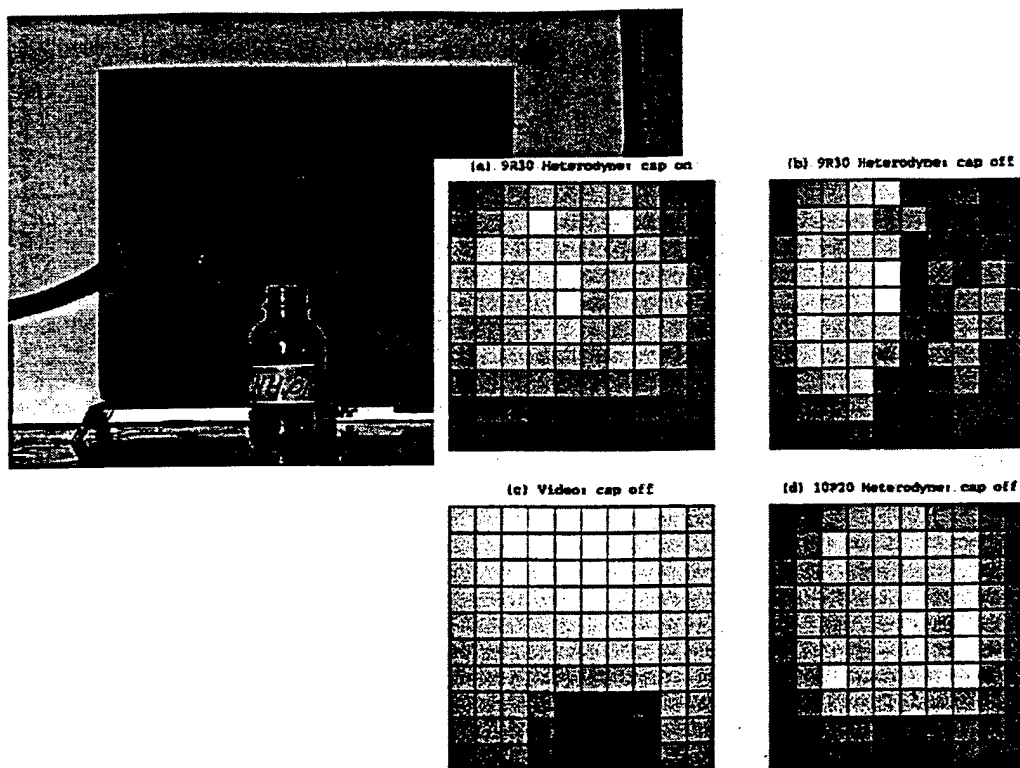 (a) 9R30 Heterodyne: cap on
(b) 9R30 Heterodyne: cap off
(c) Video: cap off
(d) 10P20 Heterodyne: cap off